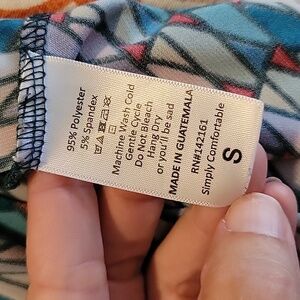 95% Polyester
5% Spandex
Machine Wash Cold
Gentle Cycle
Do Not Bleach
Hang Dry
or you'll be sad
MADE IN GUATEMALA
RN#142161
Simply Comfortable
S